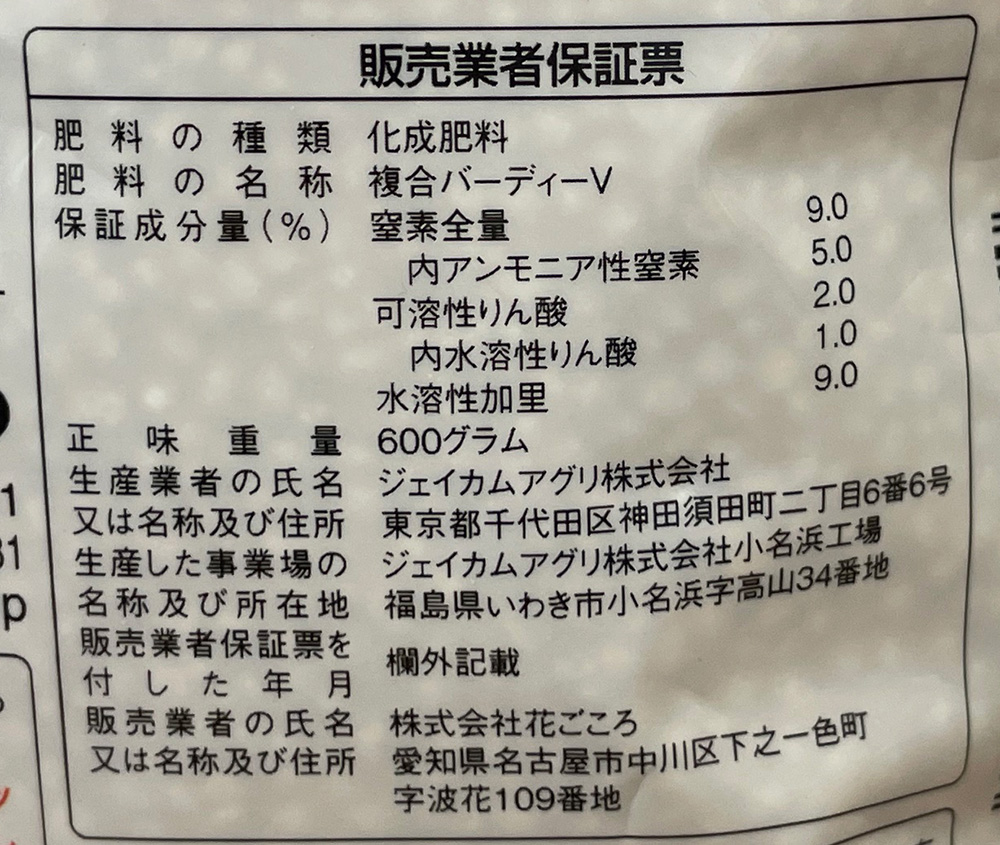 販売業者保証票
肥料の種類 化成肥料
肥料の名称 複合バーディーV
保証成分量(%) 窒素全量 9.0
内アンモニア性窒素 5.0
可溶性りん酸 2.0
内水溶性りん酸 1.0
水溶性加里 9.0
正味重量 600グラム
生産業者の氏名 ジェイカムアグリ株式会社
又は名称及び住所 東京都千代田区神田須田町二丁目6番6号
生産した事業場の ジェイカムアグリ株式会社小名浜工場
名称及び所在地 福島県いわき市小名浜字高山34番地
販売業者保証票を
付した年月 欄外記載
販売業者の氏名 株式会社花ごころ
又は名称及び住所 愛知県名古屋市中川区下之一色町
字波花109番地